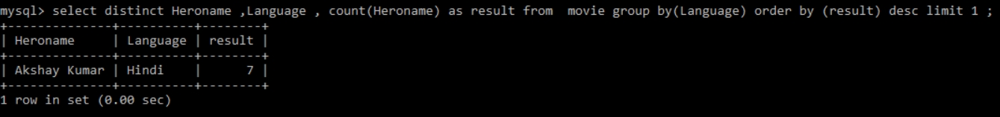 mysql> select distinct Heroname ,Language , count(Heroname) as result from  movie group by(Language) order by (result) desc limit 1 ;
+--------------+----------+--------+
| Heroname     | Language | result |
+--------------+----------+--------+
| Akshay Kumar | Hindi    |      7 |
+--------------+----------+--------+
1 row in set (0.00 sec)